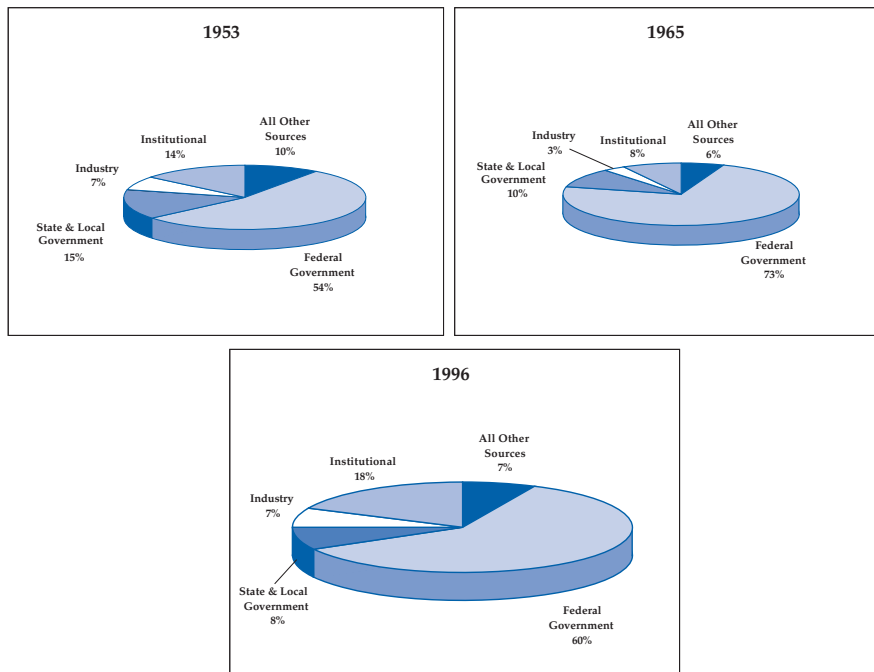 1953
All Other
Sources
10%
Institutional
14%
Industry
7%
State & Local
Government
15%
Federal
Government
54%
1965
All Other
Sources
6%
Institutional
8%
Industry
3%
State & Local
Government
10%
Federal
Government
73%
1996
All Other
Sources
7%
Institutional
18%
Industry
7%
State & Local
Government
8%
Federal
Government
60%